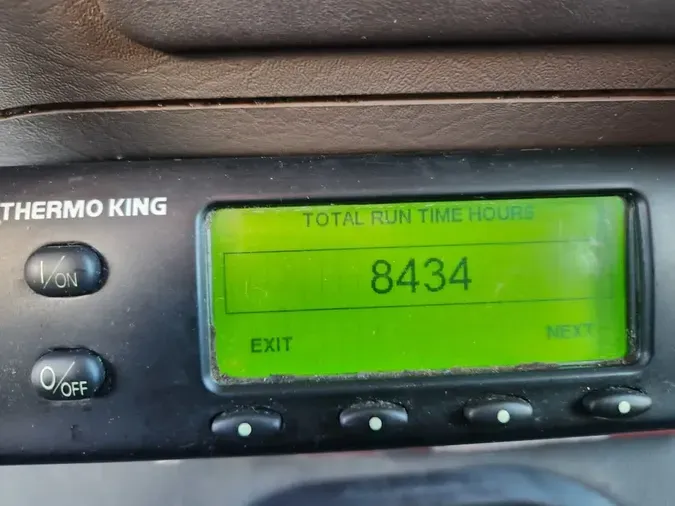 THERMO KING
TOTAL RUN TIME HOURS
I/ON
8434
EXIT
NEXT
O/OFF